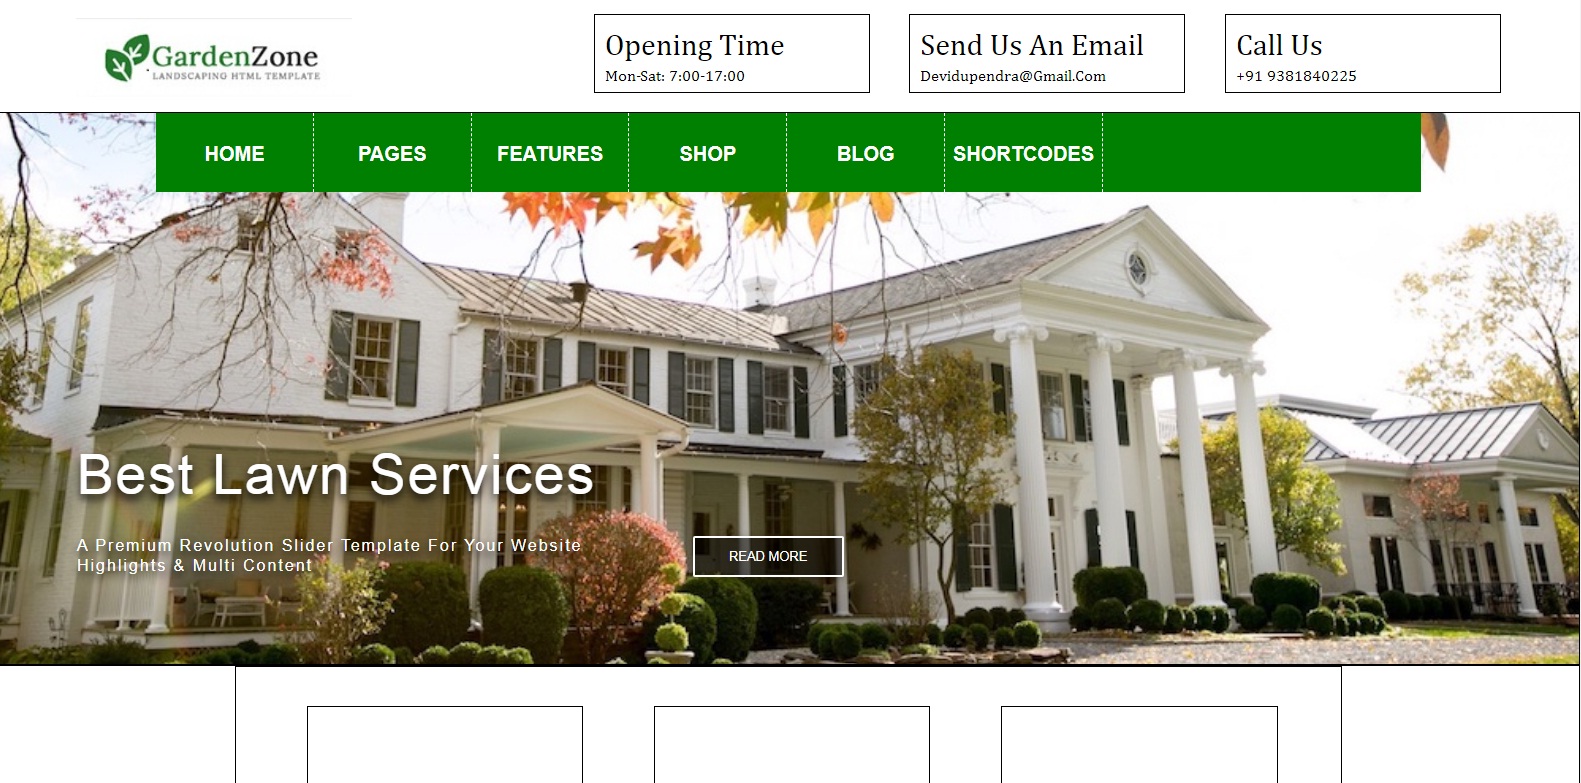 GardenZone
LANDSCAPING HTML TEMPLATE
Opening Time
Mon-Sat: 7:00-17:00
Send Us An Email
Devidupendra@Gmail.Com
Call Us
+91 9381840225
HOME
PAGES
FEATURES
SHOP
BLOG
SHORTCODES
Best Lawn Services
A Premium Revolution Slider Template For Your Website
Highlights & Multi Content
READ MORE